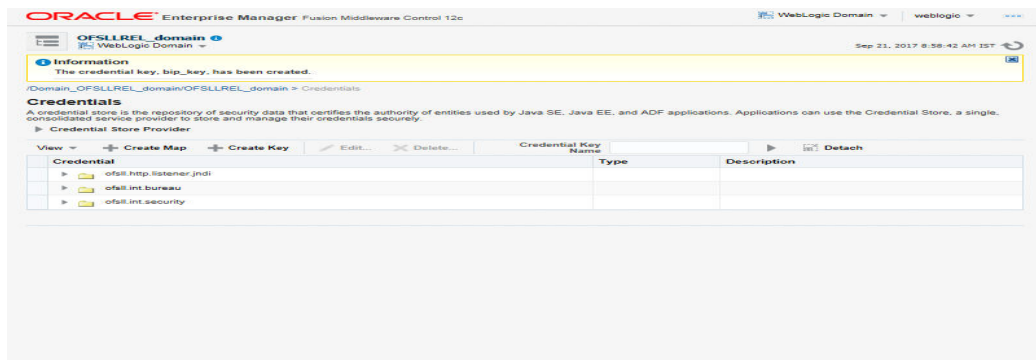 ORACLE Enterprise Manager Fusion Middleware Control 12c
WebLogic Domain
weblogic
OFSLLREL_domain
WebLogic Domain
Sep 21, 2017 8:58:42 AM IST
Information
The credential key, bip_key, has been created.
/Domain_OFSLLREL_domain/OFSLLREL_domain > Credentials
Credentials
A credential store is the repository of security data that certifies the authority of entities used by Java SE, Java EE, and ADF applications. Applications can use the Credential Store, a single,
consolidated service provider to store and manage their credentials securely.
Credential Store Provider
View Create Map Create Key Edit... Delete... Credential Key Name Detach
Credential Type Description
ofsll.http.listener.jndi
ofsll.int.bureau
ofsll.int.security